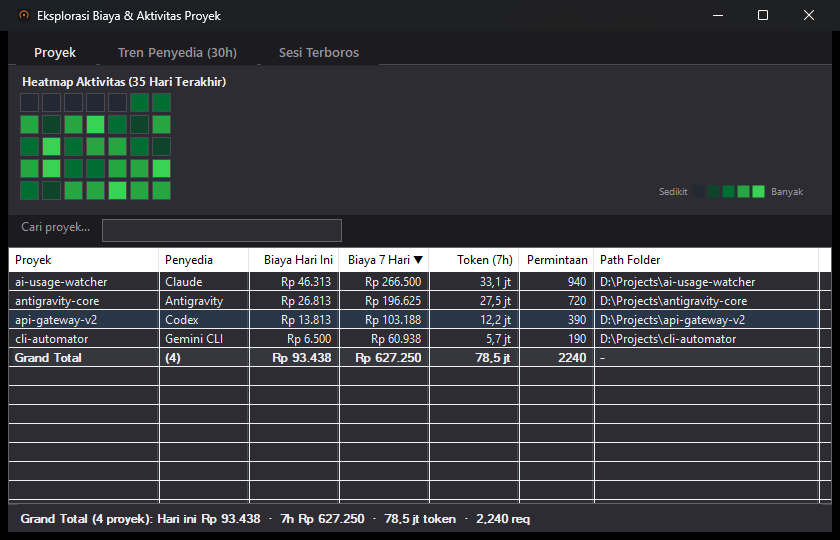 Eksplorasi Biaya & Aktivitas Proyek
Proyek Tren Penyedia (30h) Sesi Terboros
Heatmap Aktivitas (35 Hari Terakhir)
Sedikit Banyak
Cari proyek...
Proyek Penyedia Biaya Hari Ini Biaya 7 Hari ▼ Token (7h) Permintaan Path Folder
ai-usage-watcher Claude Rp 46.313 Rp 266.500 33,1 jt 940 D:\Projects\ai-usage-watcher
antigravity-core Antigravity Rp 26.813 Rp 196.625 27,5 jt 720 D:\Projects\antigravity-core
api-gateway-v2 Codex Rp 13.813 Rp 103.188 12,2 jt 390 D:\Projects\api-gateway-v2
cli-automator Gemini CLI Rp 6.500 Rp 60.938 5,7 jt 190 D:\Projects\cli-automator
Grand Total (4) Rp 93.438 Rp 627.250 78,5 jt 2240 -
Grand Total (4 proyek): Hari ini Rp 93.438 · 7h Rp 627.250 · 78,5 jt token · 2,240 req